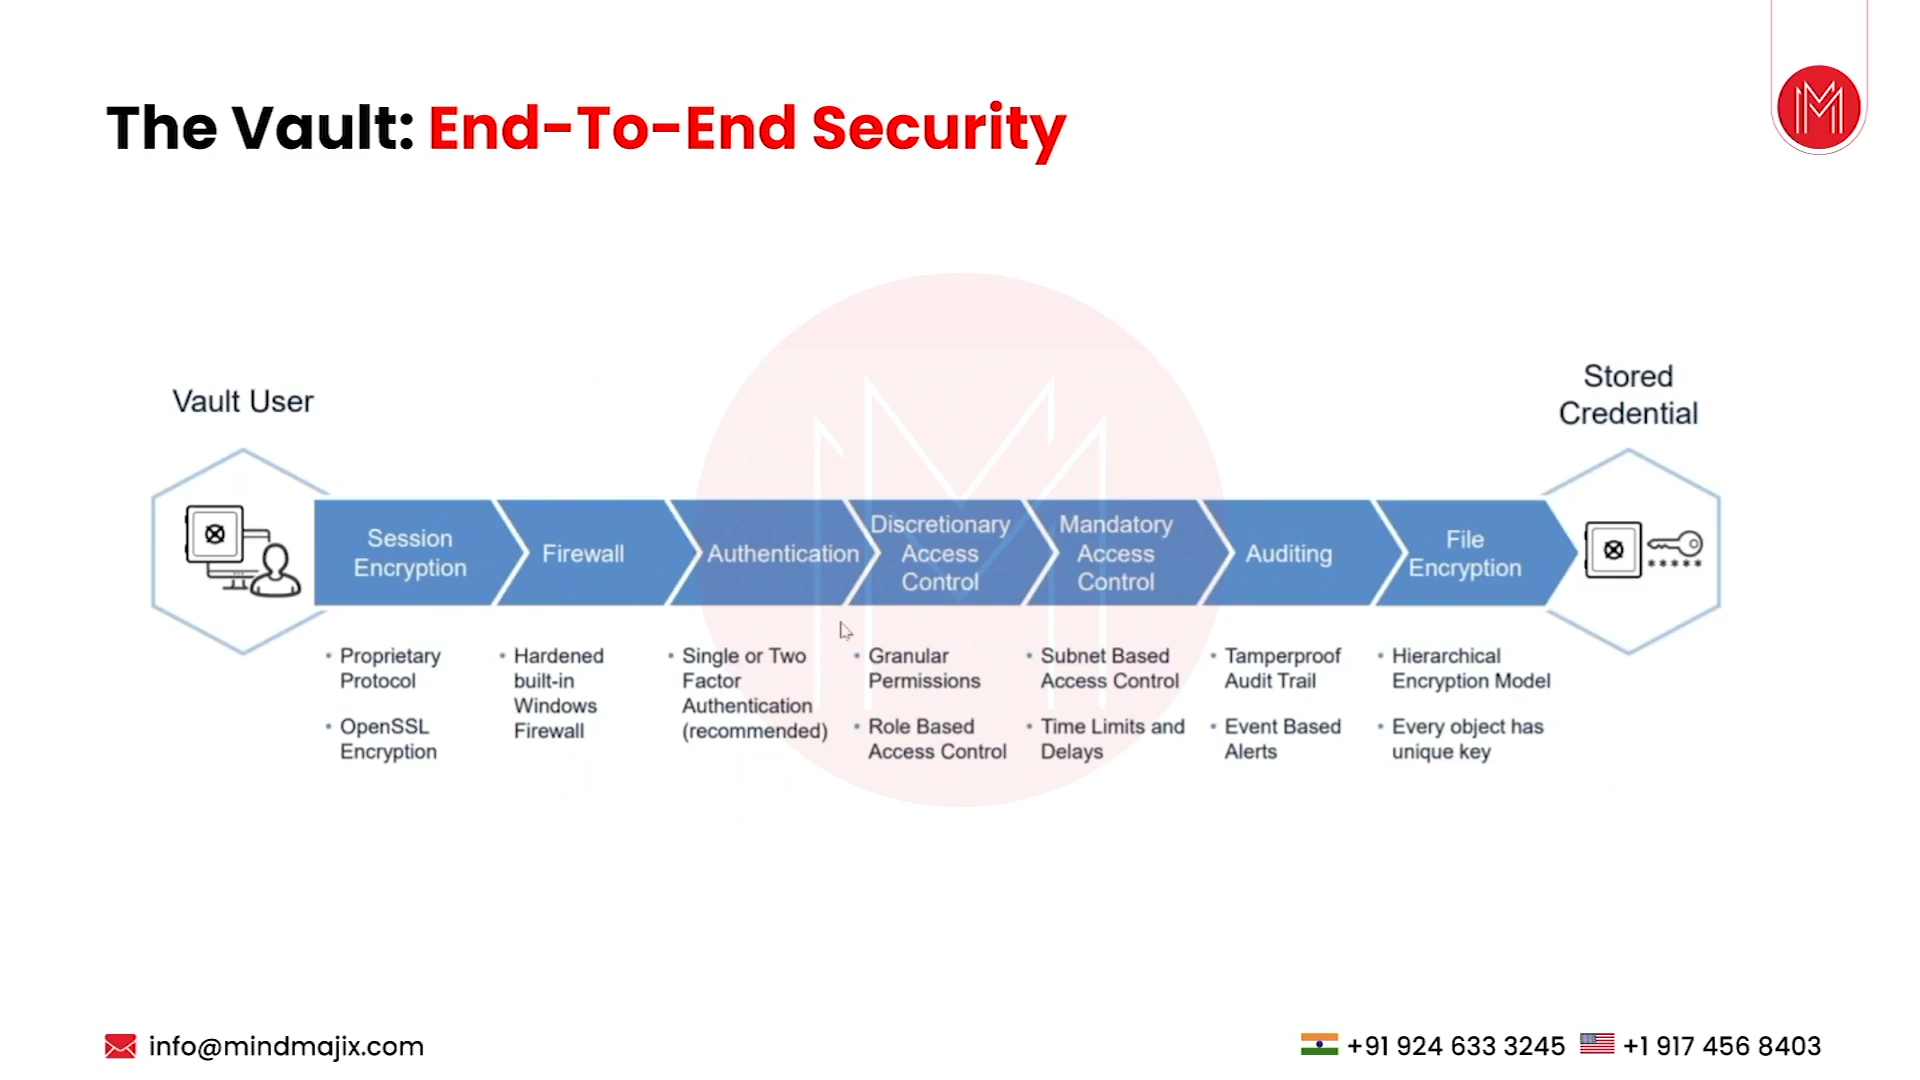 The Vault: End-To-End Security
Vault User
Stored
Credential
Session
Encryption
Firewall
Authentication
Discretionary
Access
Control
Mandatory
Access
Control
Auditing
File
Encryption
• Proprietary
Protocol
• OpenSSL
Encryption
• Hardened
built-in
Windows
Firewall
• Single or Two
Factor
Authentication
(recommended)
• Granular
Permissions
• Role Based
Access Control
• Subnet Based
Access Control
• Time Limits and
Delays
• Tamperproof
Audit Trail
• Event Based
Alerts
• Hierarchical
Encryption Model
• Every object has
unique key
info@mindmajix.com
+91 924 633 3245
+1 917 456 8403